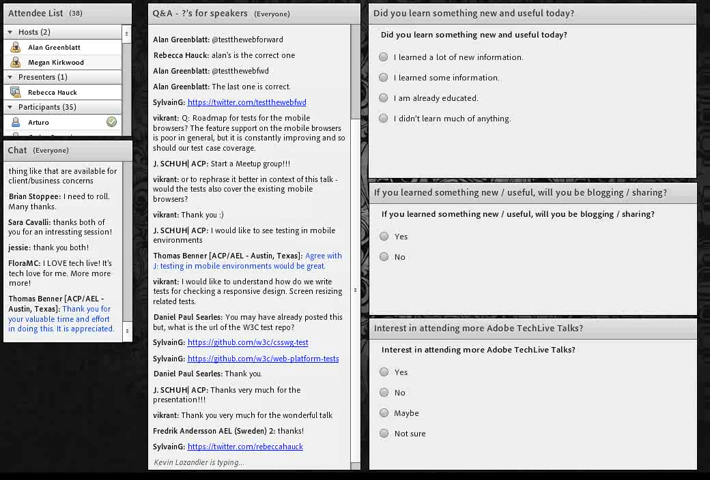 Attendee List (38)
Hosts (2)
Alan Greenblatt
Megan Kirkwood
Presenters (1)
Rebecca Hauck
Participants (35)
Arturo
Chat (Everyone)
thing like that are available for
client/business concerns
Brian Stoppee: I need to roll.
Many thanks.
Sara Cavalli: thanks both of
you for an intressting session!
jessie: thank you both!
FloraMC: I LOVE tech live! It's
tech love for me. More more
more!
Thomas Benner [ACP/AEL -
Austin, Texas]: Thank you for
your valuable time and effort
in doing this. It is appreciated.
Q&A - ?'s for speakers (Everyone)
Alan Greenblatt: @testthewebforward
Rebecca Hauck: alan's is the correct one
Alan Greenblatt: @testthewebfwd
Alan Greenblatt: The last one is correct.
SylvainG: https://twitter.com/testthewebfwd
vikrant: Q: Roadmap for tests for the mobile
browsers? The feature support on the mobile browsers
is poor in general, but it is constantly improving and so
should our test case coverage.
J. SCHUH| ACP: Start a Meetup group!!!
vikrant: or to rephrase it better in context of this talk -
would the tests also cover the existing mobile
browsers?
vikrant: Thank you :)
J. SCHUH| ACP: I would like to see testing in mobile
environments
Thomas Benner [ACP/AEL - Austin, Texas]: Agree with
J: testing in mobile environments would be great.
vikrant: I would like to understand how do we write
tests for checking a responsive design. Screen resizing
related tests.
Daniel Paul Searles: You may have already posted this
but, what is the url of the W3C test repo?
SylvainG: https://github.com/w3c/csswg-test
SylvainG: https://github.com/w3c/web-platform-tests
Daniel Paul Searles: Thank you.
J. SCHUH| ACP: Thanks very much for the
presentation!!!
vikrant: Thank you very much for the wonderful talk
Fredrik Andersson AEL (Sweden) 2: thanks!
SylvainG: https://twitter.com/rebeccahauck
Kevin Lozandier is typing...
Did you learn something new and useful today?
Did you learn something new and useful today?
I learned a lot of new information.
I learned some information.
I am already educated.
I didn't learn much of anything.
If you learned something new / useful, will you be blogging / sharing?
If you learned something new / useful, will you be blogging / sharing?
Yes
No
Interest in attending more Adobe TechLive Talks?
Interest in attending more Adobe TechLive Talks?
Yes
No
Maybe
Not sure